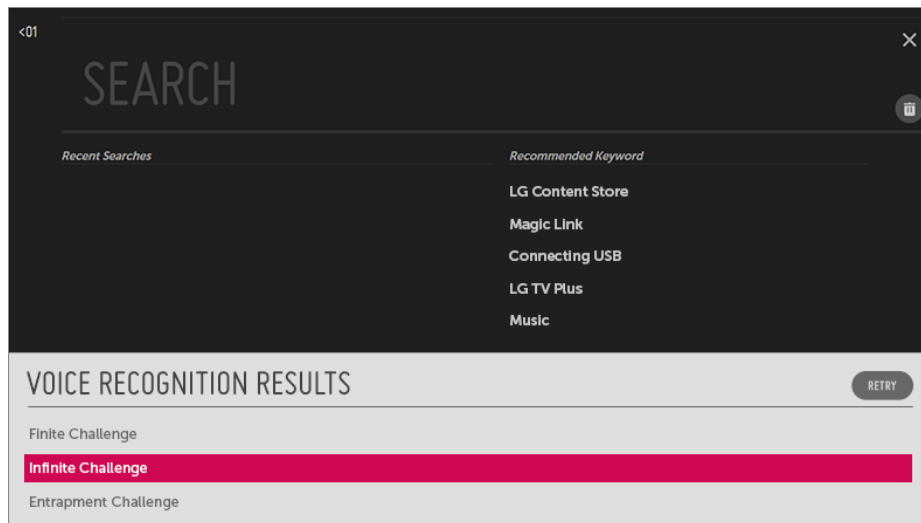 <01
SEARCH
Recent Searches
Recommended Keyword
LG Content Store
Magic Link
Connecting USB
LG TV Plus
Music
VOICE RECOGNITION RESULTS
RETRY
Finite Challenge
Infinite Challenge
Entrapment Challenge